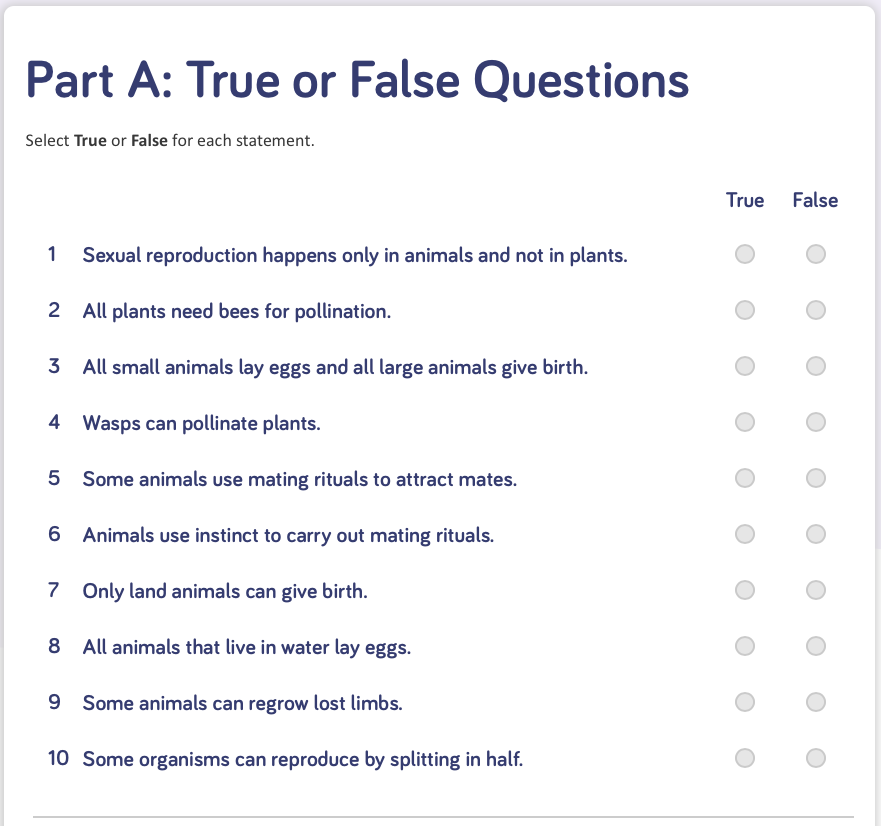 Part A: True or False Questions
Select True or False for each statement.
True False
1 Sexual reproduction happens only in animals and not in plants.
2 All plants need bees for pollination.
3 All small animals lay eggs and all large animals give birth.
4 Wasps can pollinate plants.
5 Some animals use mating rituals to attract mates.
6 Animals use instinct to carry out mating rituals.
7 Only land animals can give birth.
8 All animals that live in water lay eggs.
9 Some animals can regrow lost limbs.
10 Some organisms can reproduce by splitting in half.